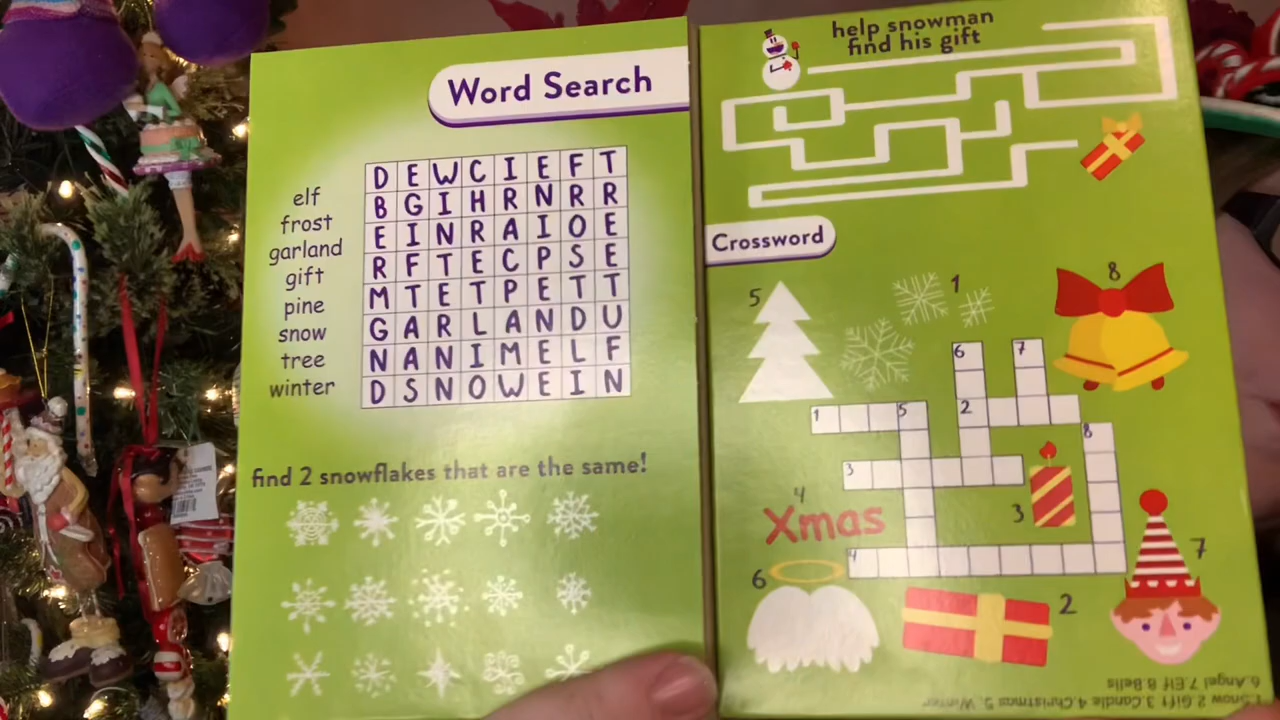 Word Search
elf
frost
garland
gift
pine
snow
tree
winter
D E W C I E F T
B G I H R N R R
E I N R A I O E
R F T E C P S E
M T E T P E T T
G A R L A N D U
N A N I M E L F
D S N O W E I N
find 2 snowflakes that are the same!
help snowman
find his gift
Crossword
5
1
8
6
7
1
5
2
8
3
3
4
Xmas
4
6
2
7
1.Snow 2.Gift 3.Candle 4.Christmas 5. Winter
6.Angel 7.Elf 8.Bells